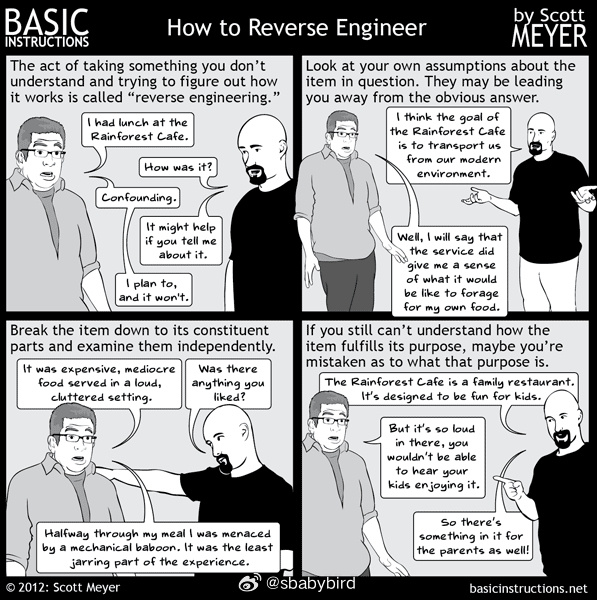 BASIC
INSTRUCTIONS
How to Reverse Engineer
by Scott
MEYER
The act of taking something you don't
understand and trying to figure out how
it works is called “reverse engineering.”
I had lunch at the
Rainforest Cafe.
How was it?
Confounding.
It might help
if you tell me
about it.
I plan to,
and it won't.
Look at your own assumptions about the
item in question. They may be leading
you away from the obvious answer.
I think the goal of
the Rainforest Cafe
is to transport us
from our modern
environment.
Well, I will say that
the service did
give me a sense
of what it would
be like to forage
for my own food.
Break the item down to its constituent
parts and examine them independently.
It was expensive, mediocre
food served in a loud,
cluttered setting.
Was there
anything you
liked?
Halfway through my meal I was menaced
by a mechanical baboon. It was the least
jarring part of the experience.
If you still can't understand how the
item fulfills its purpose, maybe you're
mistaken as to what that purpose is.
The Rainforest Cafe is a family restaurant.
It's designed to be fun for kids.
But it's so loud
in there, you
wouldn't be able
to hear your
kids enjoying it.
So there's
something in it for
the parents as well!
© 2012: Scott Meyer
@sbabybird
basicinstructions.net